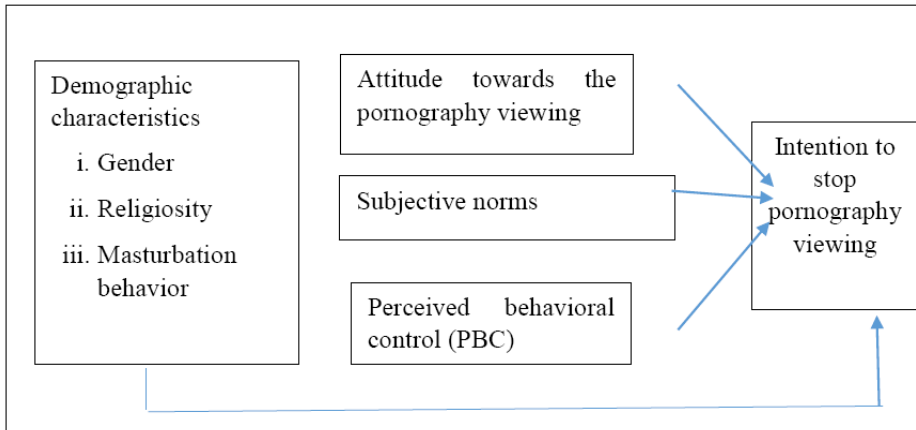 Demographic
characteristics
i. Gender
ii. Religiosity
iii. Masturbation
behavior
Attitude towards the
pornography viewing
Subjective norms
Perceived behavioral
control (PBC)
Intention to
stop
pornography
viewing